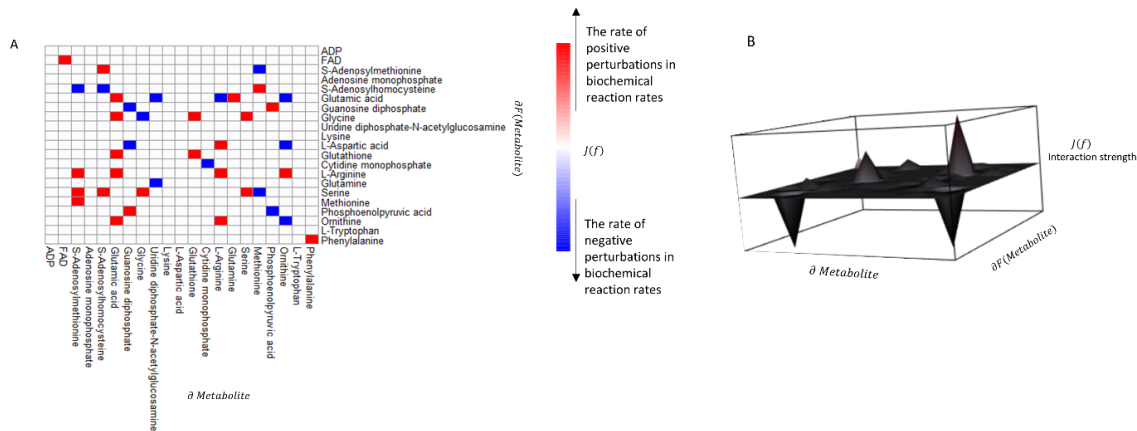 A
ADP
FAD
S-Adenosylmethionine
Adenosine monophosphate
S-Adenosylhomocysteine
Glutamic acid
Guanosine diphosphate
Glycine
Uridine diphosphate-N-acetylglucosamine
Lysine
L-Aspartic acid
Glutathione
Cytidine monophosphate
L-Arginine
Glutamine
Serine
Methionine
Phosphoenolpyruvic acid
Ornithine
L-Tryptophan
Phenylalanine
ADP
FAD
S-Adenosylmethionine
Adenosine monophosphate
S-Adenosylhomocysteine
Glutamic acid
Guanosine diphosphate
Glycine
Uridine diphosphate-N-acetylglucosamine
Lysine
L-Aspartic acid
Glutathione
Cytidine monophosphate
L-Arginine
Glutamine
Serine
Methionine
Phosphoenolpyruvic acid
Ornithine
L-Tryptophan
Phenylalanine
∂ Metabolite
∂F(Metabolite)
J(f)
The rate of
positive
perturbations in
biochemical
reaction rates
The rate of
negative
perturbations in
biochemical
reaction rates
B
J(f)
Interaction strength
∂ Metabolite
∂F(Metabolite)